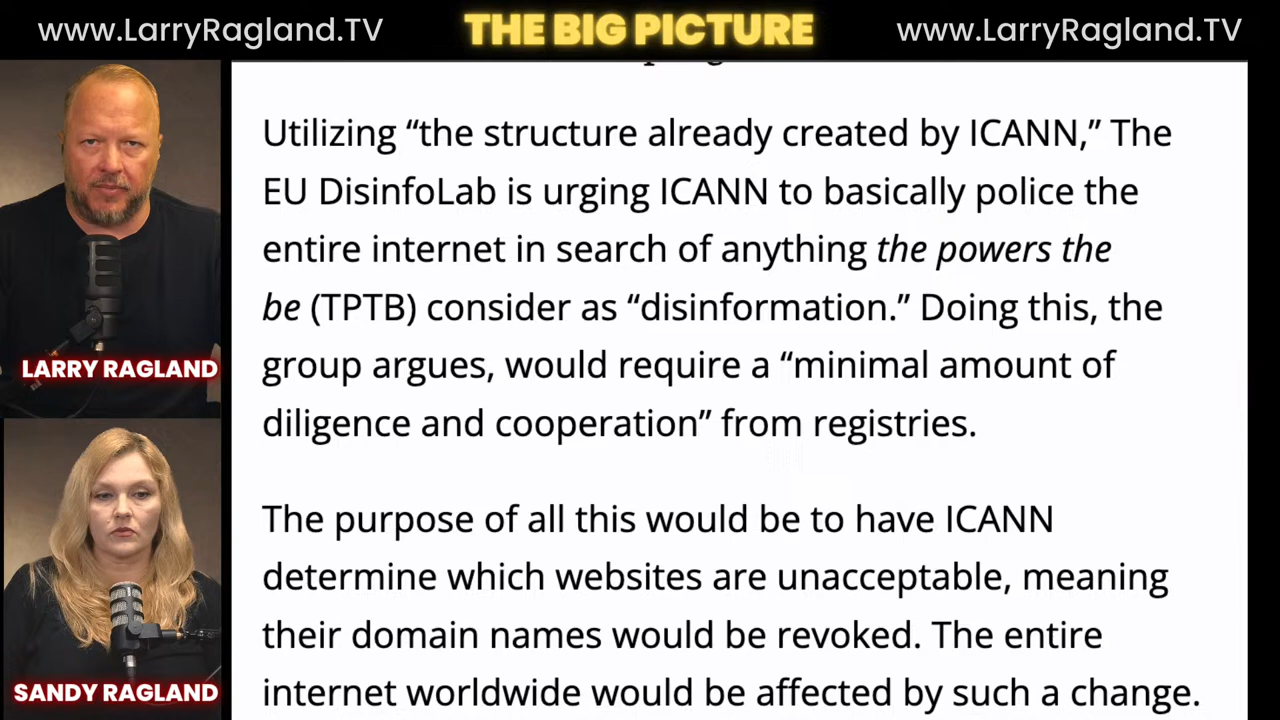 www.LarryRagland.TV
THE BIG PICTURE
www.LarryRagland.TV
Utilizing “the structure already created by ICANN,” The
EU DisinfoLab is urging ICANN to basically police the
entire internet in search of anything the powers the
be (TPTB) consider as “disinformation.” Doing this, the
group argues, would require a “minimal amount of
diligence and cooperation” from registries.
The purpose of all this would be to have ICANN
determine which websites are unacceptable, meaning
their domain names would be revoked. The entire
internet worldwide would be affected by such a change.
LARRY RAGLAND
SANDY RAGLAND